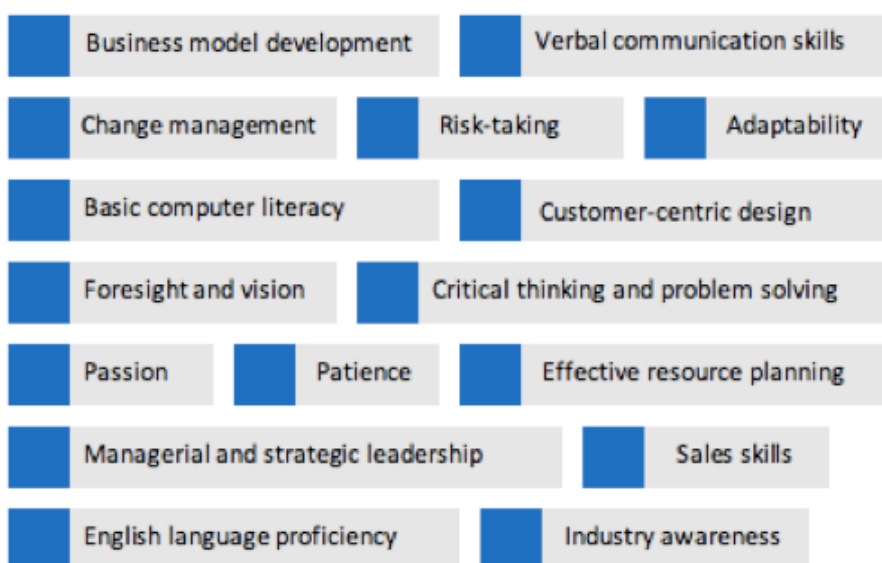 Business model development
Verbal communication skills
Change management
Risk-taking
Adaptability
Basic computer literacy
Customer-centric design
Foresight and vision
Critical thinking and problem solving
Passion
Patience
Effective resource planning
Managerial and strategic leadership
Sales skills
English language proficiency
Industry awareness